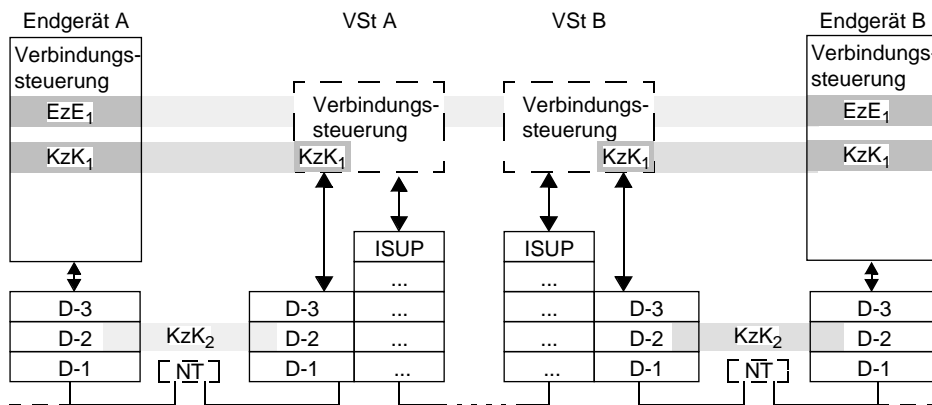 Endgerät A VSt A VSt B Endgerät B
Verbindungs-
steuerung
EzE1
KzK1
Verbindungs-
steuerung
KzK1
Verbindungs-
steuerung
KzK1
Verbindungs-
steuerung
EzE1
KzK1
ISUP
...
...
...
...
ISUP
...
...
...
...
D-3
D-2
D-1
KzK2
NT
D-3
D-2
D-1
D-3
D-2
D-1
KzK2
NT
D-3
D-2
D-1